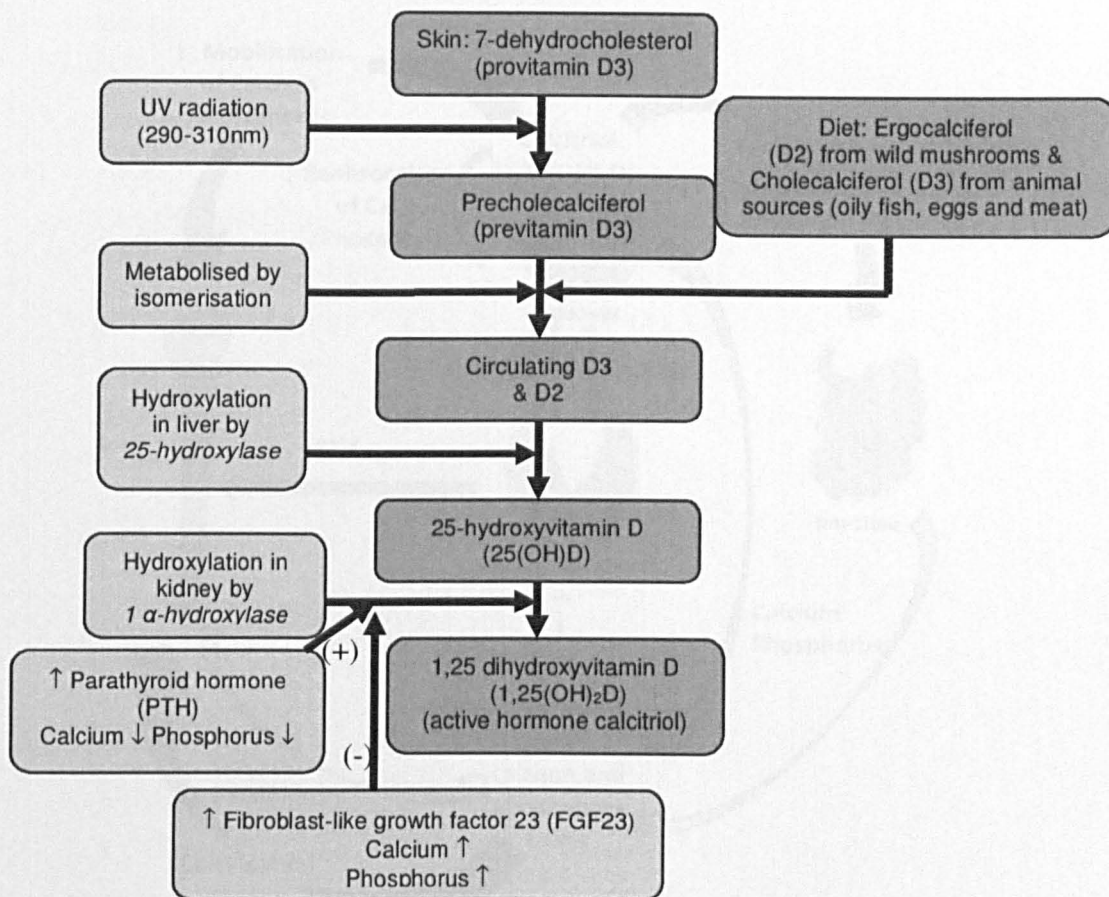 Skin: 7-dehydrocholesterol
(provitamin D3)
UV radiation
(290-310nm)
Diet: Ergocalciferol
(D2) from wild mushrooms &
Cholecalciferol (D3) from animal
sources (oily fish, eggs and meat)
Precholecalciferol
(previtamin D3)
Metabolised by
isomerisation
Circulating D3
& D2
Hydroxylation
in liver by
25-hydroxylase
25-hydroxyvitamin D
(25(OH)D)
Hydroxylation in
kidney by
1 α-hydroxylase
(+)
↑ Parathyroid hormone
(PTH)
Calcium ↓ Phosphorus ↓
1,25 dihydroxyvitamin D
(1,25(OH)₂D)
(active hormone calcitriol)
(-)
↑ Fibroblast-like growth factor 23 (FGF23)
Calcium ↑
Phosphorus ↑